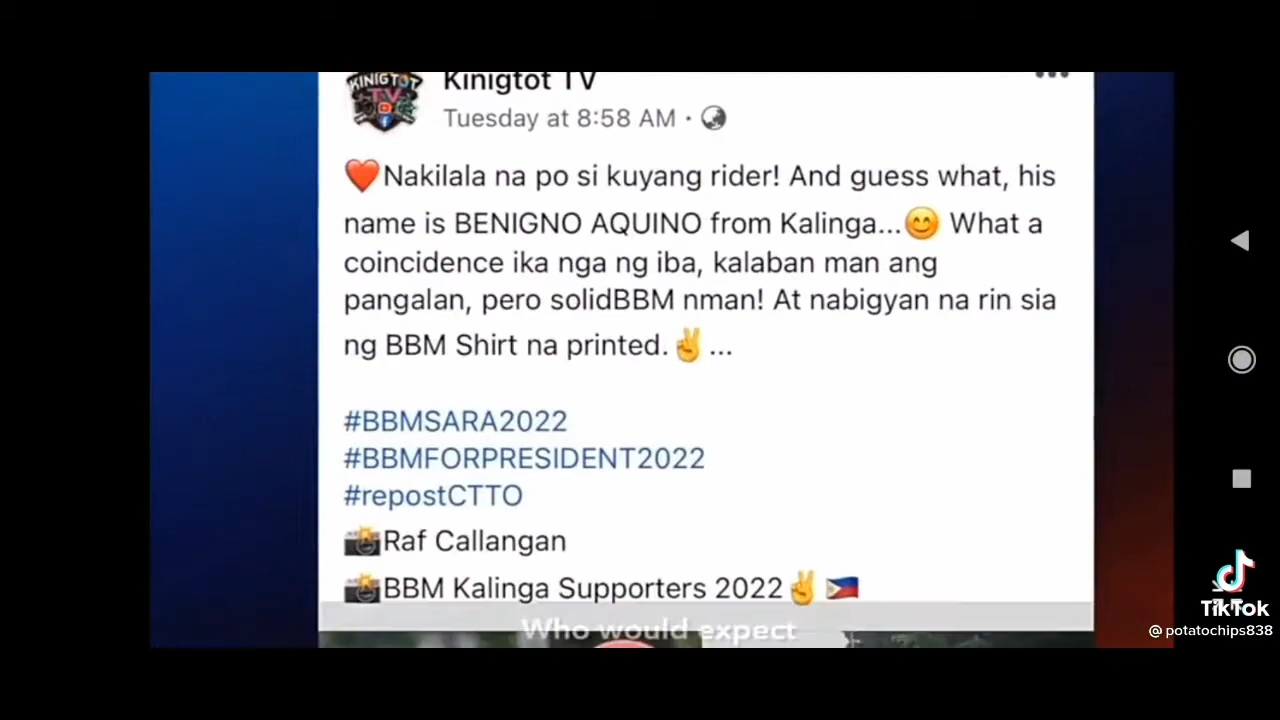 KINIGTOT
TV
Kinigtot TV
Tuesday at 8:58 AM ·
❤️Nakilala na po si kuyang rider! And guess what, his
name is BENIGNO AQUINO from Kalinga...😊 What a
coincidence ika nga ng iba, kalaban man ang
pangalan, pero solidBBM nman! At nabigyan na rin sia
ng BBM Shirt na printed.✌️...
#BBMSARA2022
#BBMFORPRESIDENT2022
#repostCTTO
📸Raf Callangan
📸BBM Kalinga Supporters 2022✌️🇵🇭
Who would expect
TikTok
@potatochips838